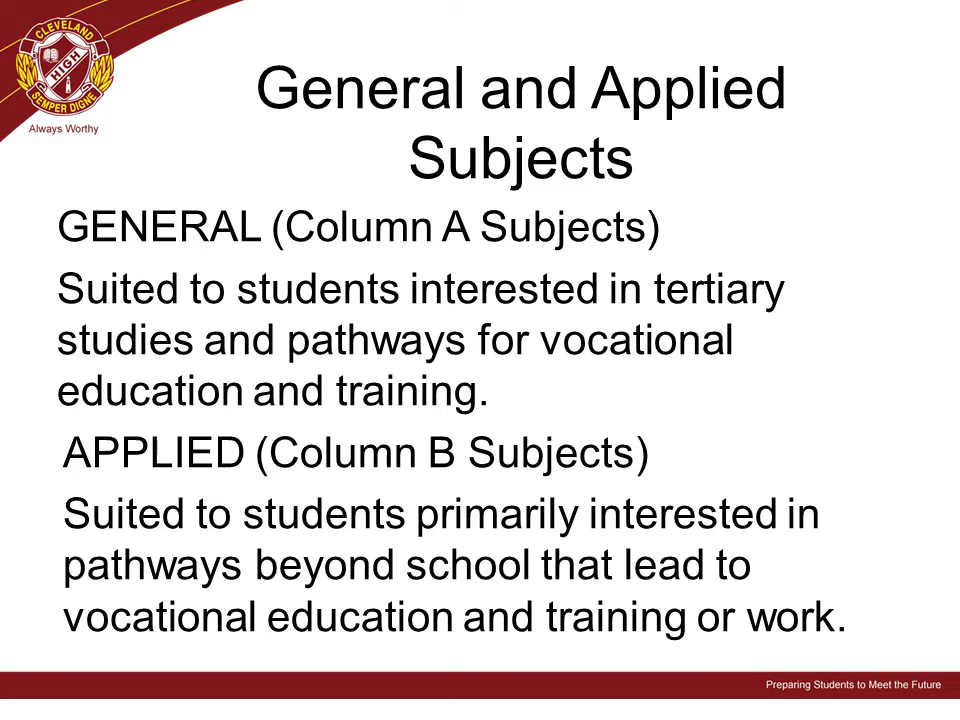 CLEVELAND
HIGH
SEMPER DIGNE
Always Worthy
General and Applied
Subjects
GENERAL (Column A Subjects)
Suited to students interested in tertiary
studies and pathways for vocational
education and training.
APPLIED (Column B Subjects)
Suited to students primarily interested in
pathways beyond school that lead to
vocational education and training or work.
Preparing Students to Meet the Future